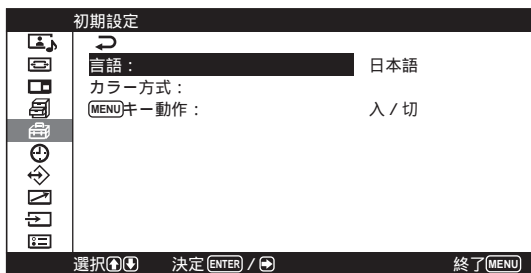 初期設定
言語： 日本語
カラー方式：
MENUキー動作： 入 / 切
選択 決定 ENTER / 終了 MENU